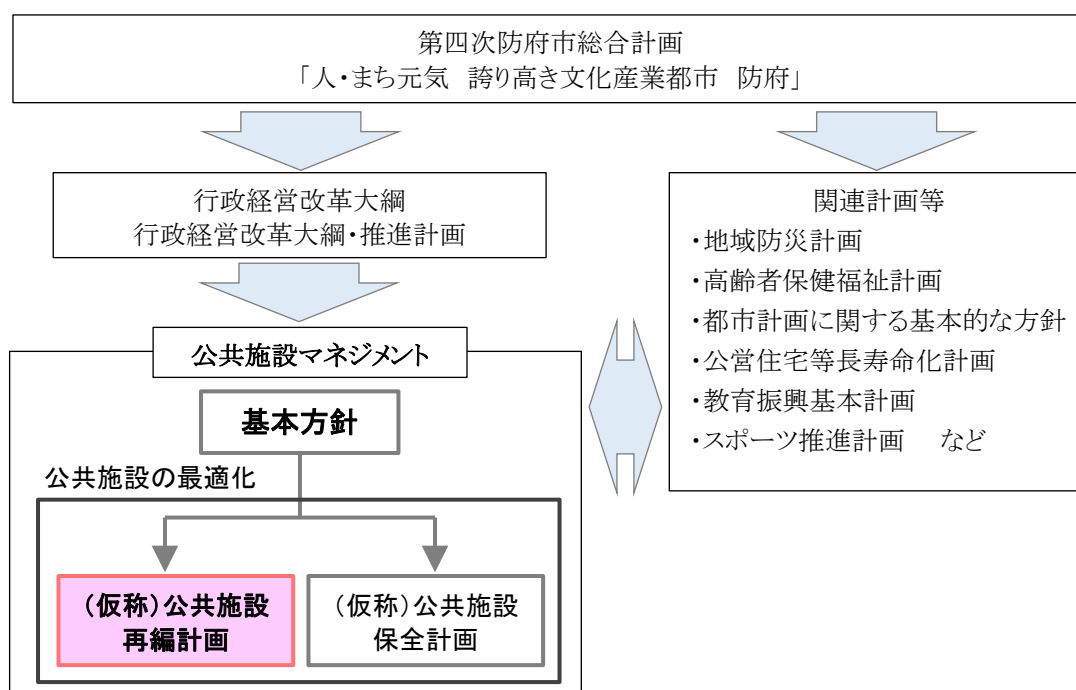 第四次防府市総合計画
「人・まち元気　誇り高き文化産業都市　防府」
行政経営改革大綱
行政経営改革大綱・推進計画
関連計画等
・地域防災計画
・高齢者保健福祉計画
・都市計画に関する基本的な方針
・公営住宅等長寿命化計画
・教育振興基本計画
・スポーツ推進計画　など
公共施設マネジメント
基本方針
公共施設の最適化
（仮称）公共施設
再編計画
（仮称）公共施設
保全計画